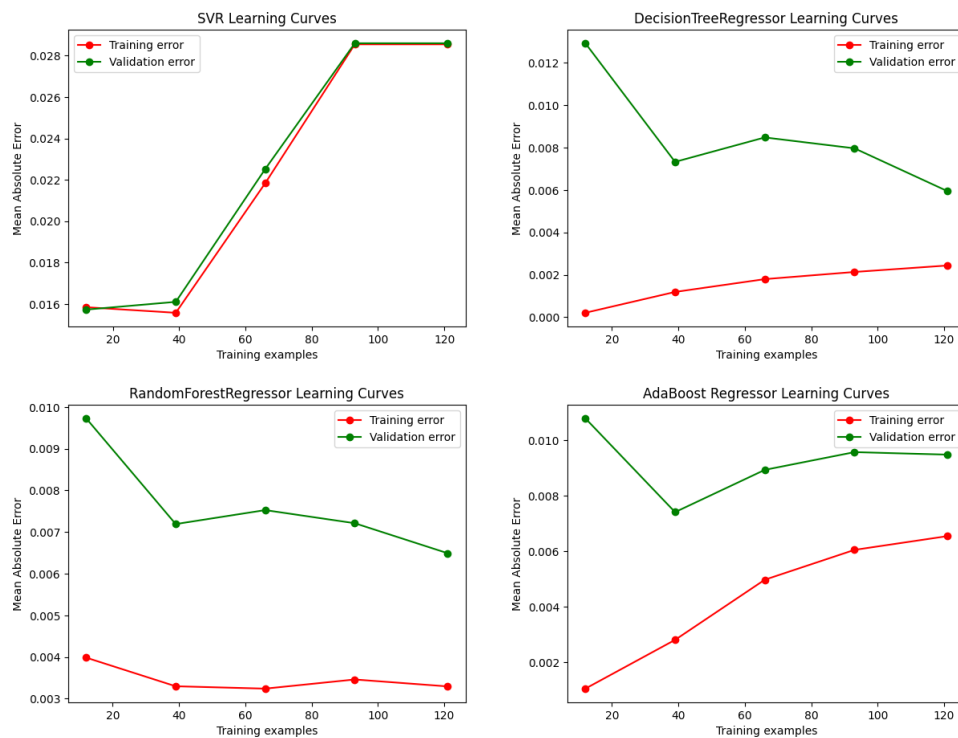 SVR Learning Curves
Training error
Validation error
Mean Absolute Error
0.028
0.026
0.024
0.022
0.020
0.018
0.016
20 40 60 80 100 120
Training examples
DecisionTreeRegressor Learning Curves
Training error
Validation error
Mean Absolute Error
0.012
0.010
0.008
0.006
0.004
0.002
0.000
20 40 60 80 100 120
Training examples
RandomForestRegressor Learning Curves
Training error
Validation error
Mean Absolute Error
0.010
0.009
0.008
0.007
0.006
0.005
0.004
0.003
20 40 60 80 100 120
Training examples
AdaBoost Regressor Learning Curves
Training error
Validation error
Mean Absolute Error
0.010
0.008
0.006
0.004
0.002
20 40 60 80 100 120
Training examples